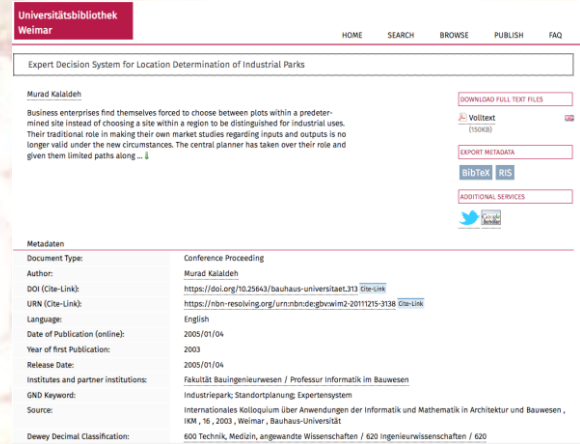 Universitätsbibliothek
Weimar
HOME SEARCH BROWSE PUBLISH FAQ
Expert Decision System for Location Determination of Industrial Parks
Murad Kalaldeh
Business enterprises find themselves forced to choose between plots within a predeter-
mined site instead of choosing a site within a region to be distinguished for industrial uses.
Their traditional role in making their own market studies regarding inputs and outputs is no
longer valid under the new circumstances. The central planner has taken over their role and
given them limited paths along ...
DOWNLOAD FULL TEXT FILES
Volltext
(150KB)
EXPORT METADATA
BibTeX RIS
ADDITIONAL SERVICES
Google
Metadaten
Document Type: Conference Proceeding
Author: Murad Kalaldeh
DOI (Cite-Link): https://doi.org/10.25643/bauhaus-universitaet.313 Cite-Link
URN (Cite-Link): https://nbn-resolving.org/urn:nbn:de:gbv:wim2-20111215-3138 Cite-Link
Language: English
Date of Publication (online): 2005/01/04
Year of first Publication: 2003
Release Date: 2005/01/04
Institutes and partner institutions: Fakultät Bauingenieurwesen / Professur Informatik im Bauwesen
GND Keyword: Industriepark; Standortplanung; Expertensystem
Source: Internationales Kolloquium über Anwendungen der Informatik und Mathematik in Architektur und Bauwesen ,
IKM , 16 , 2003 , Weimar , Bauhaus-Universität
Dewey Decimal Classification: 600 Technik, Medizin, angewandte Wissenschaften / 620 Ingenieurwissenschaften / 620